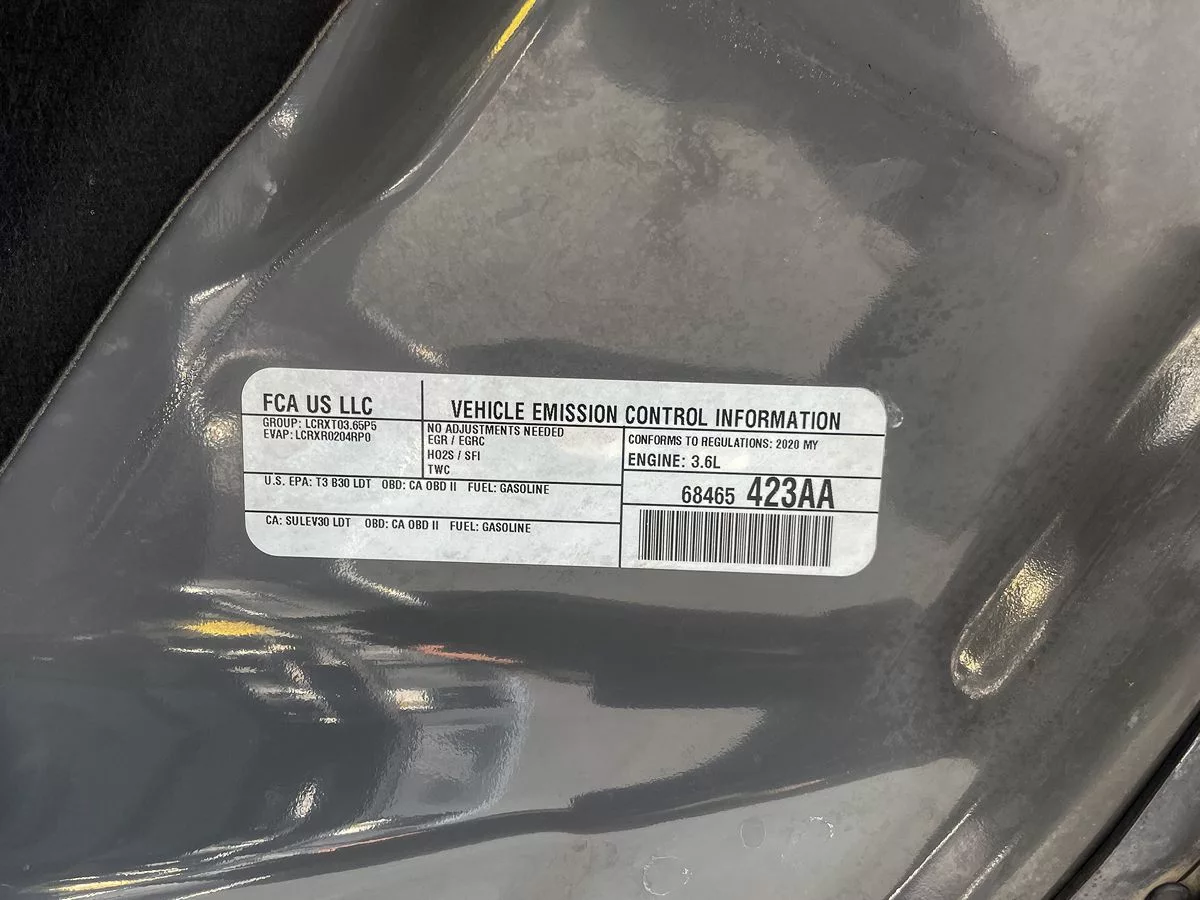 FCA US LLC
VEHICLE EMISSION CONTROL INFORMATION
GROUP: LCRXT03.65P5
EVAP: LCRXR0204RP0
NO ADJUSTMENTS NEEDED
EGR / EGRC
HO2S / SFI
TWC
CONFORMS TO REGULATIONS: 2020 MY
ENGINE: 3.6L
U.S. EPA: T3 B30 LDT OBD: CA OBD II FUEL: GASOLINE
68465 423AA
CA: SULEV30 LDT OBD: CA OBD II FUEL: GASOLINE